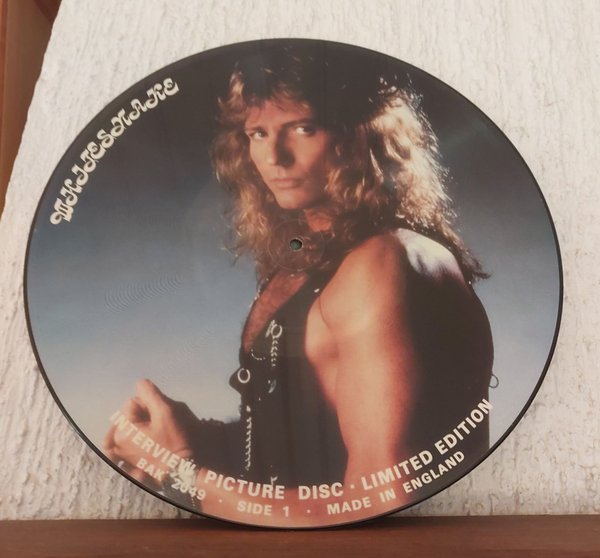 WHITESNAKE
INTERVIEW PICTURE DISC · LIMITED EDITION
BAK 2049 · SIDE 1 · MADE IN ENGLAND